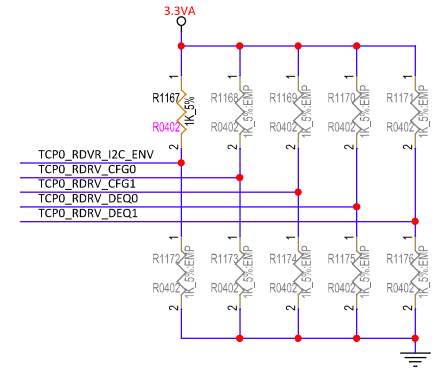 3.3VA
1 1 1 1 1
R1167 R1168 R1169 R1170 R1171
1K_5% 1K_5%:EMP 1K_5%:EMP 1K_5%:EMP 1K_5%:EMP
R0402 R0402 R0402 R0402 R0402
2 2 2 2 2
TCP0_RDVR_I2C_ENV
TCP0_RDRV_CFG0
TCP0_RDRV_CFG1
TCP0_RDRV_DEQ0
TCP0_RDRV_DEQ1
1 1 1 1 1
R1172 R1173 R1174 R1175 R1176
1K_5%:EMP 1K_5%:EMP 1K_5%:EMP 1K_5%:EMP 1K_5%:EMP
R0402 R0402 R0402 R0402 R0402
2 2 2 2 2